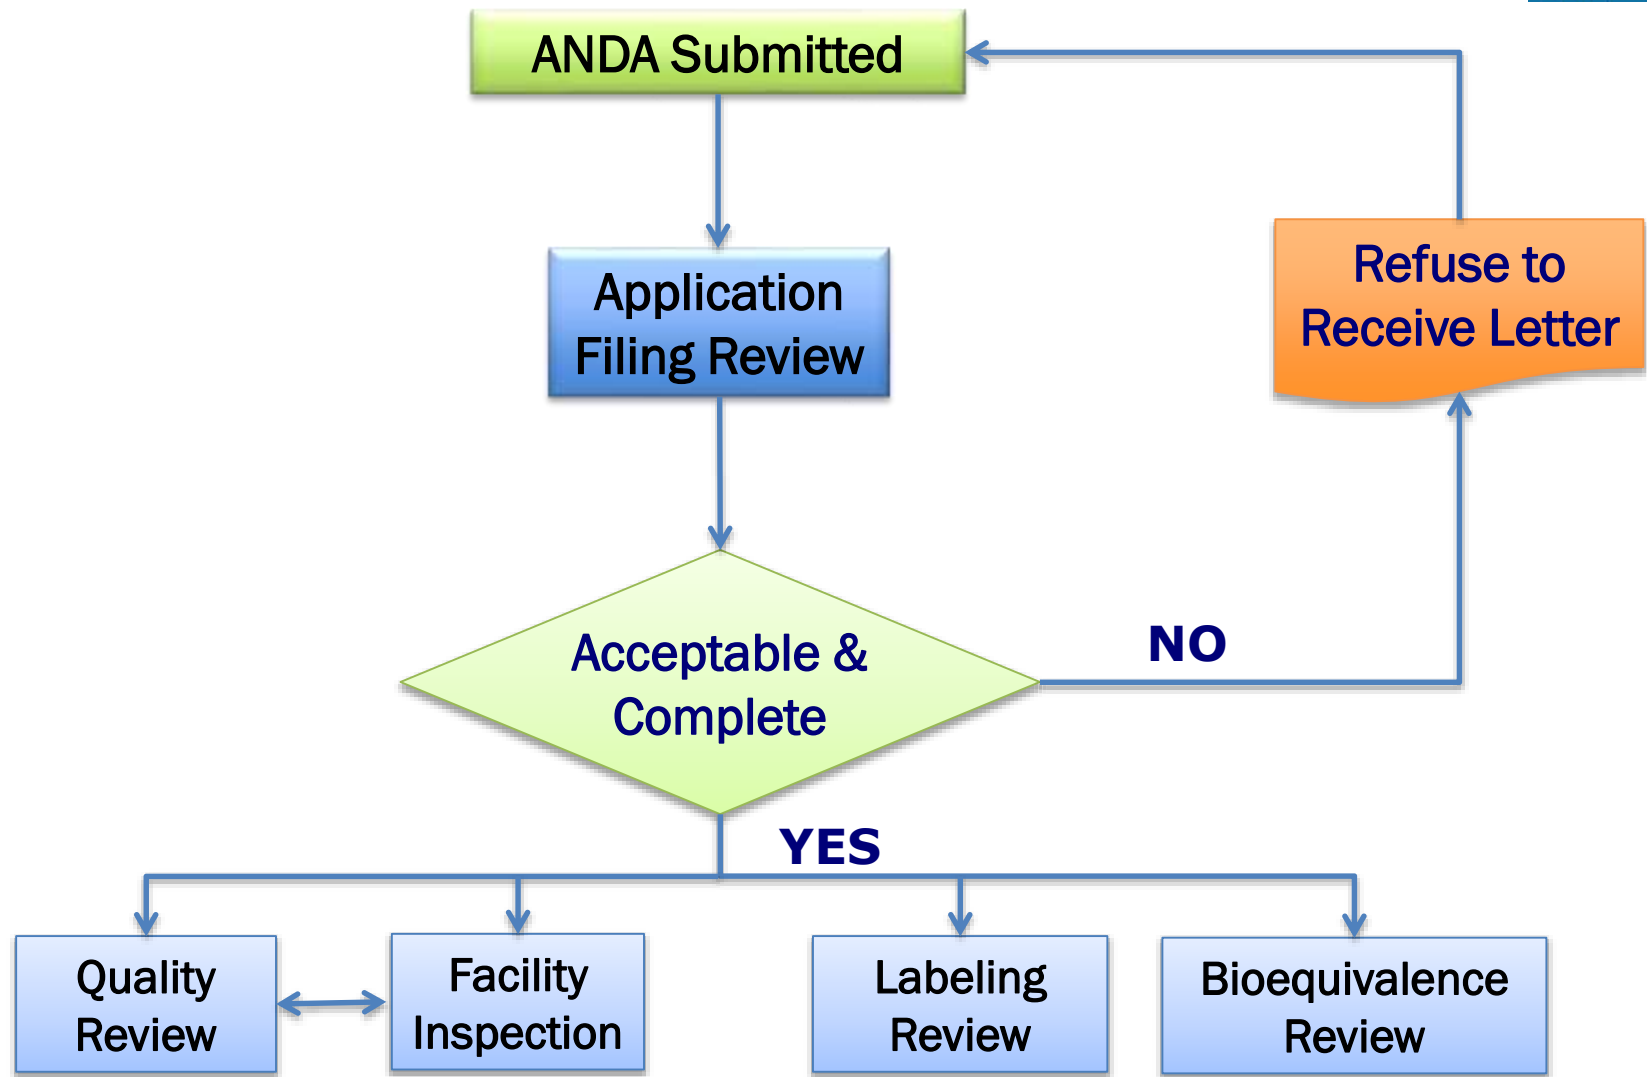 ANDA Submitted
Application
Filing Review
Refuse to
Receive Letter
Acceptable &
Complete
NO
YES
Quality
Review
Facility
Inspection
Labeling
Review
Bioequivalence
Review